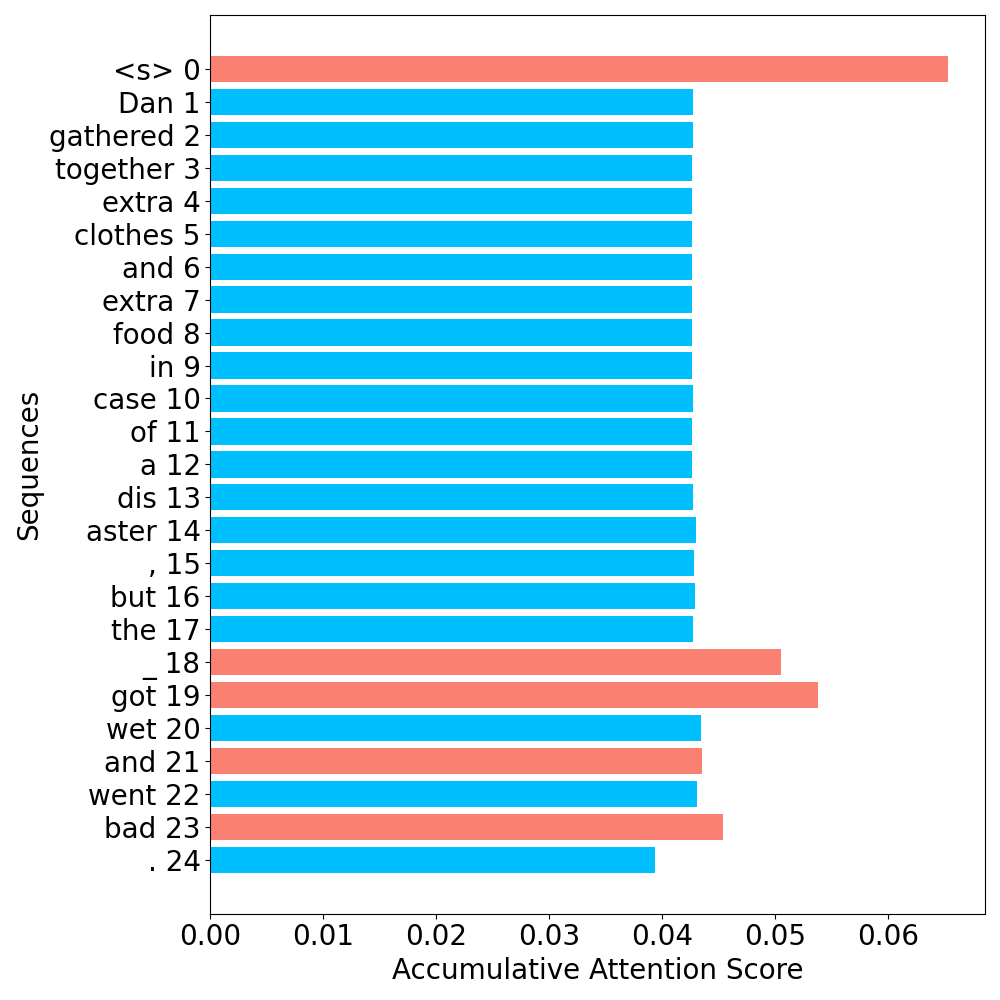 <s> 0
Dan 1
gathered 2
together 3
extra 4
clothes 5
and 6
extra 7
food 8
in 9
case 10
of 11
a 12
dis 13
aster 14
, 15
but 16
the 17
_ 18
got 19
wet 20
and 21
went 22
bad 23
. 24
Sequences
0.00 0.01 0.02 0.03 0.04 0.05 0.06
Accumulative Attention Score